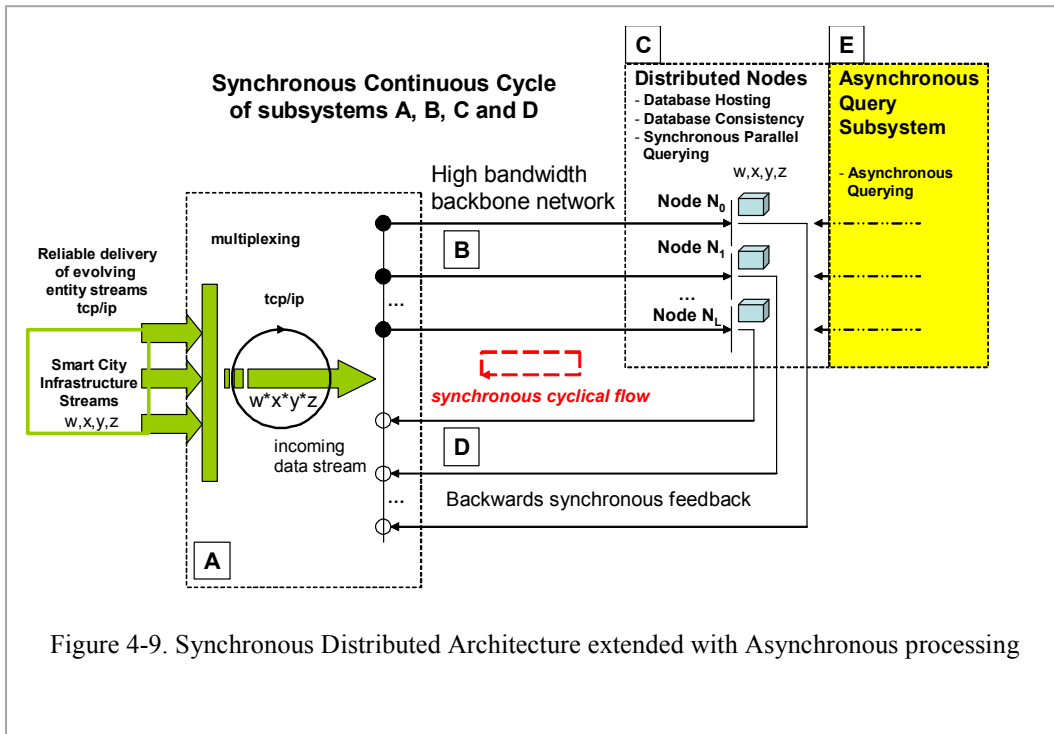 C
E
Synchronous Continuous Cycle
of subsystems A, B, C and D
Distributed Nodes
- Database Hosting
- Database Consistency
- Synchronous Parallel
Querying
w,x,y,z
Asynchronous
Query
Subsystem
- Asynchronous
Querying
High bandwidth
backbone network
B
Node N0
Node N1
...
Node NL
Reliable delivery
of evolving
entity streams
tcp/ip
Smart City
Infrastructure
Streams
w,x,y,z
multiplexing
tcp/ip
w*x*y*z
incoming
data stream
...
synchronous cyclical flow
D
...
Backwards synchronous feedback
A
Figure 4-9. Synchronous Distributed Architecture extended with Asynchronous processing